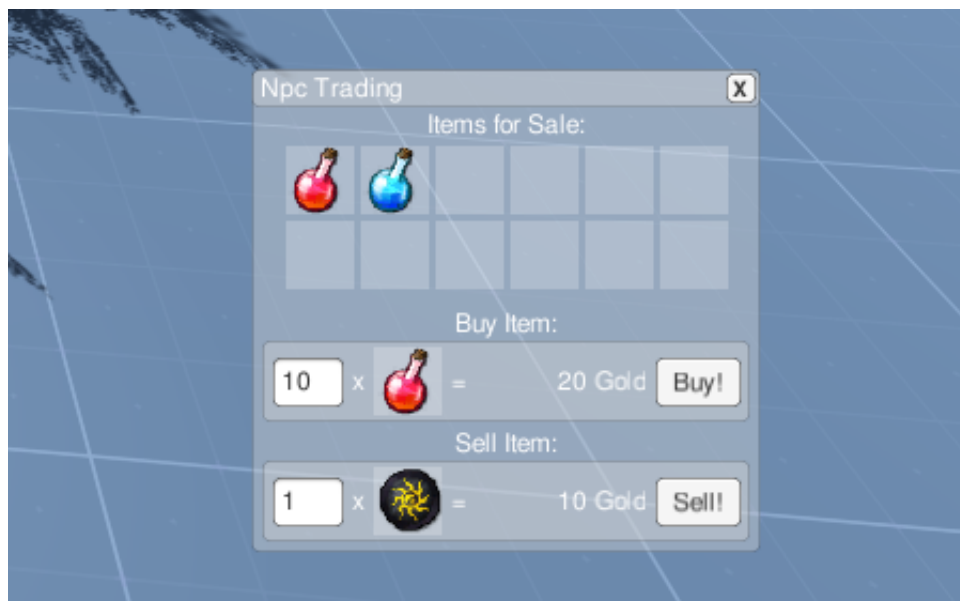 Npc Trading X
Items for Sale:
Buy Item:
10 x = 20 Gold Buy!
Sell Item:
1 x = 10 Gold Sell!